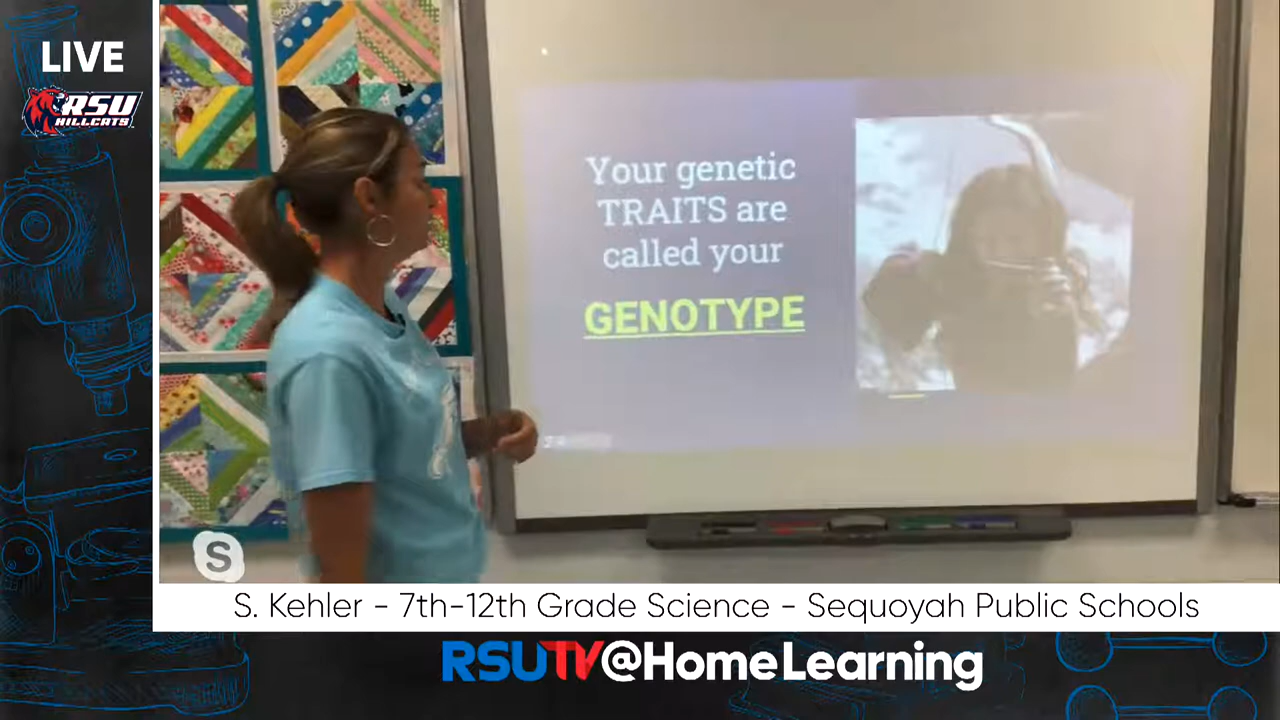 LIVE
RSU
HILLCATS
Your genetic
TRAITS are
called your
GENOTYPE
S
S. Kehler - 7th-12th Grade Science - Sequoyah Public Schools
RSUTV@HomeLearning